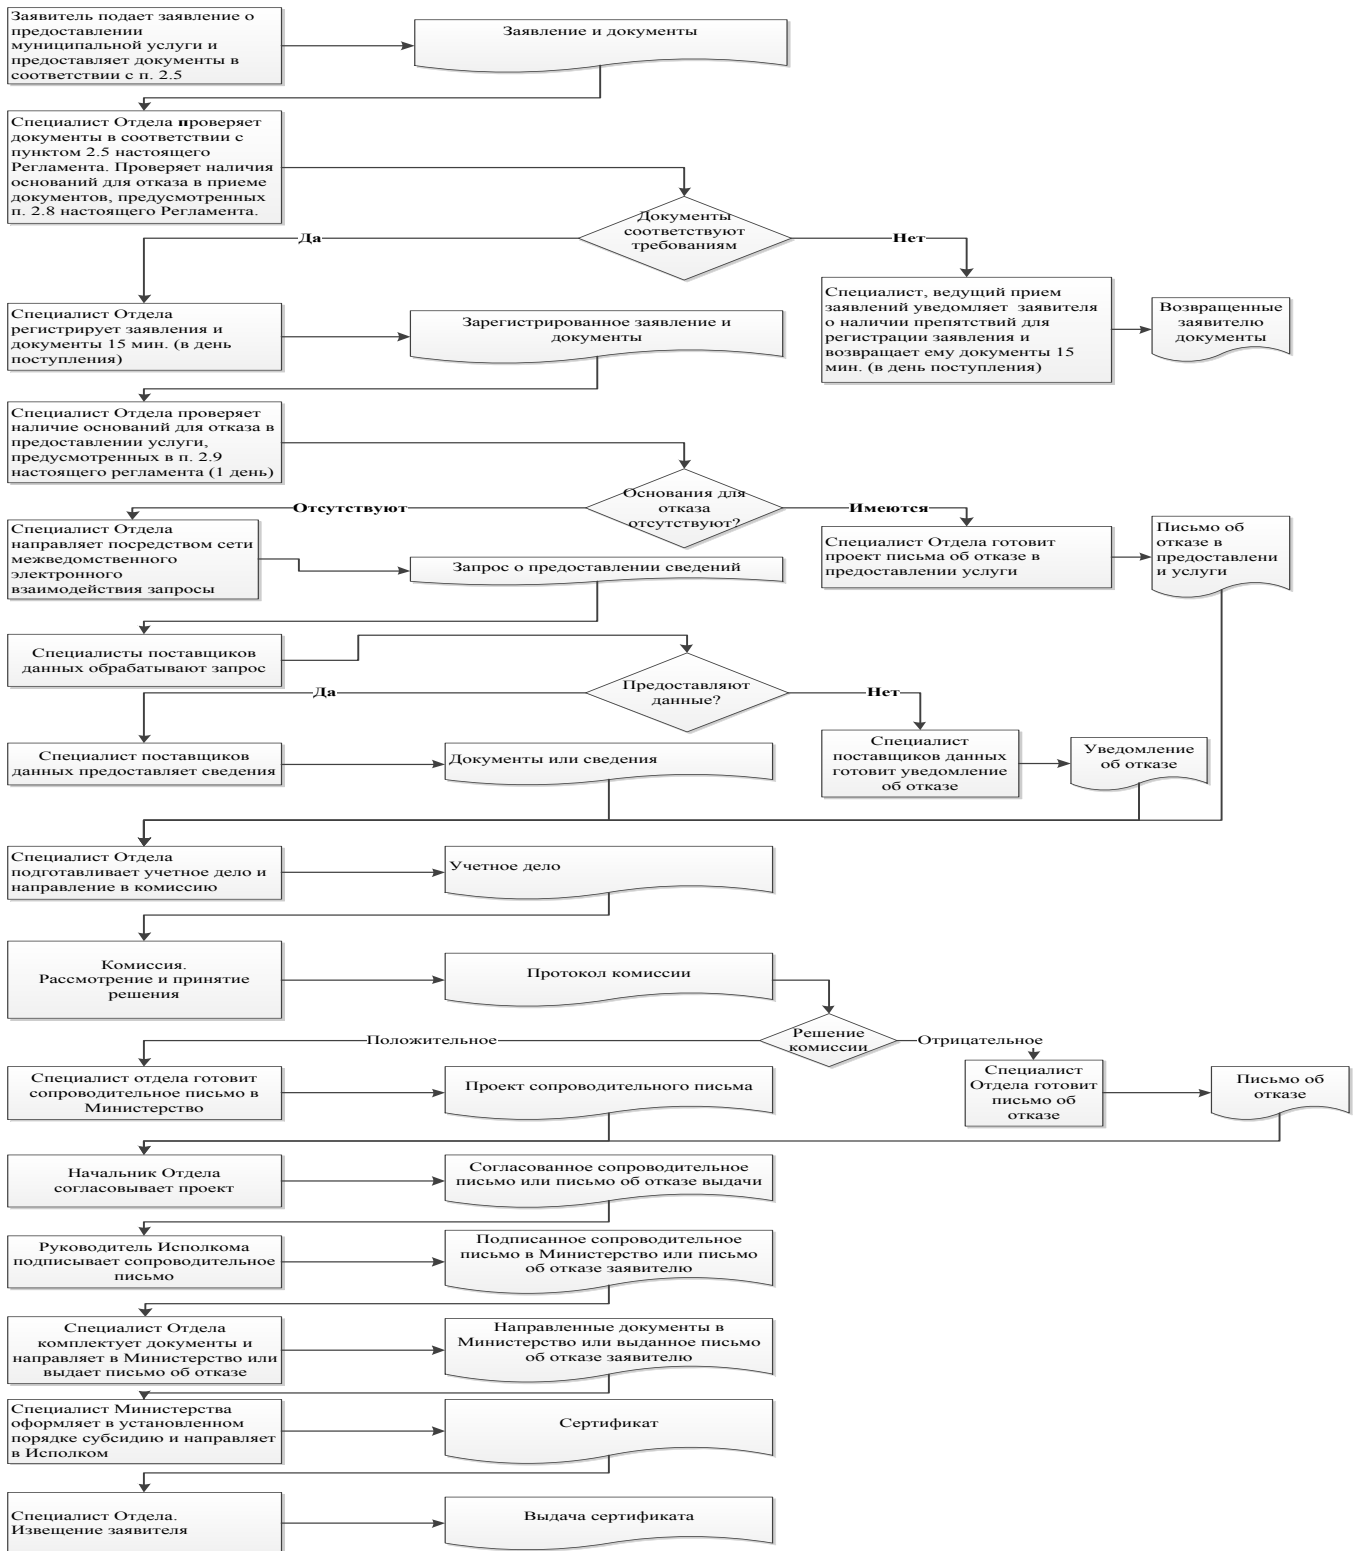 Заявитель подает заявление о
предоставлении
муниципальной услуги и
предоставляет документы в
соответствии с п. 2.5
Заявление и документы
Специалист Отдела проверяет
документы в соответствии с
пунктом 2.5 настоящего
Регламента. Проверяет наличия
оснований для отказа в приеме
документов, предусмотренных
п. 2.8 настоящего Регламента.
Документы
соответствуют
требованиям
Да
Нет
Специалист Отдела
регистрирует заявления и
документы 15 мин. (в день
поступления)
Зарегистрированное заявление и
документы
Специалист, ведущий прием
заявлений уведомляет заявителя
о наличии препятствий для
регистрации заявления и
возвращает ему документы 15
мин. (в день поступления)
Возвращенные
заявителю
документы
Специалист Отдела проверяет
наличие оснований для отказа в
предоставлении услуги,
предусмотренных в п. 2.9
настоящего регламента (1 день)
Основания для
отказа
отсутствуют?
Отсутствуют
Имеются
Специалист Отдела
направляет посредством сети
межведомственного
электронного
взаимодействия запросы
Запрос о предоставлении сведений
Специалист Отдела готовит
проект письма об отказе в
предоставлении услуги
Письмо об
отказе в
предоставлени
и услуги
Специалисты поставщиков
данных обрабатывают запрос
Предоставляют
данные?
Да
Нет
Специалист поставщиков
данных предоставляет сведения
Документы или сведения
Специалист
поставщиков данных
готовит уведомление
об отказе
Уведомление
об отказе
Специалист Отдела
подготавливает учетное дело и
направление в комиссию
Учетное дело
Комиссия.
Рассмотрение и принятие
решения
Протокол комиссии
Решение
комиссии
Положительное
Отрицательное
Специалист отдела готовит
сопроводительное письмо в
Министерство
Проект сопроводительного письма
Специалист
Отдела готовит
письмо об
отказе
Письмо об
отказе
Начальник Отдела
согласовывает проект
Согласованное сопроводительное
письмо или письмо об отказе выдачи
Руководитель Исполкома
подписывает сопроводительное
письмо
Подписанное сопроводительное
письмо в Министерство или письмо
об отказе заявителю
Специалист Отдела
комплектует документы и
направляет в Министерство или
выдает письмо об отказе
Направленные документы в
Министерство или выданное письмо
об отказе заявителю
Специалист Министерства
оформляет в установленном
порядке субсидию и направляет
в Исполком
Сертификат
Специалист Отдела.
Извещение заявителя
Выдача сертификата